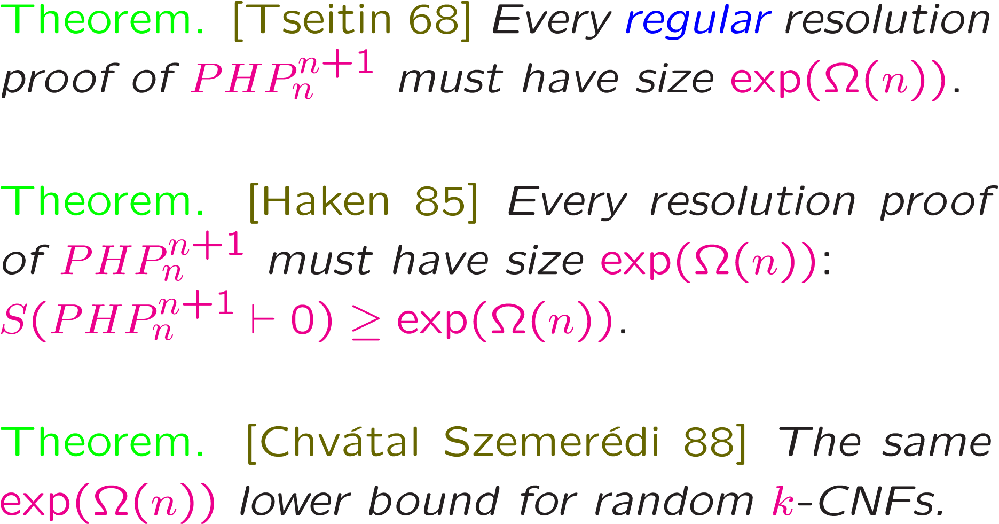 Theorem. [Tseitin 68] Every regular resolution
proof of $PHP_n^{n+1}$ must have size $\exp(\Omega(n))$.
Theorem. [Haken 85] Every resolution proof
of $PHP_n^{n+1}$ must have size $\exp(\Omega(n))$:
$S(PHP_n^{n+1} \vdash 0) \geq \exp(\Omega(n))$.
Theorem. [Chvátal Szemerédi 88] The same
$\exp(\Omega(n))$ lower bound for random $k$-CNFs.